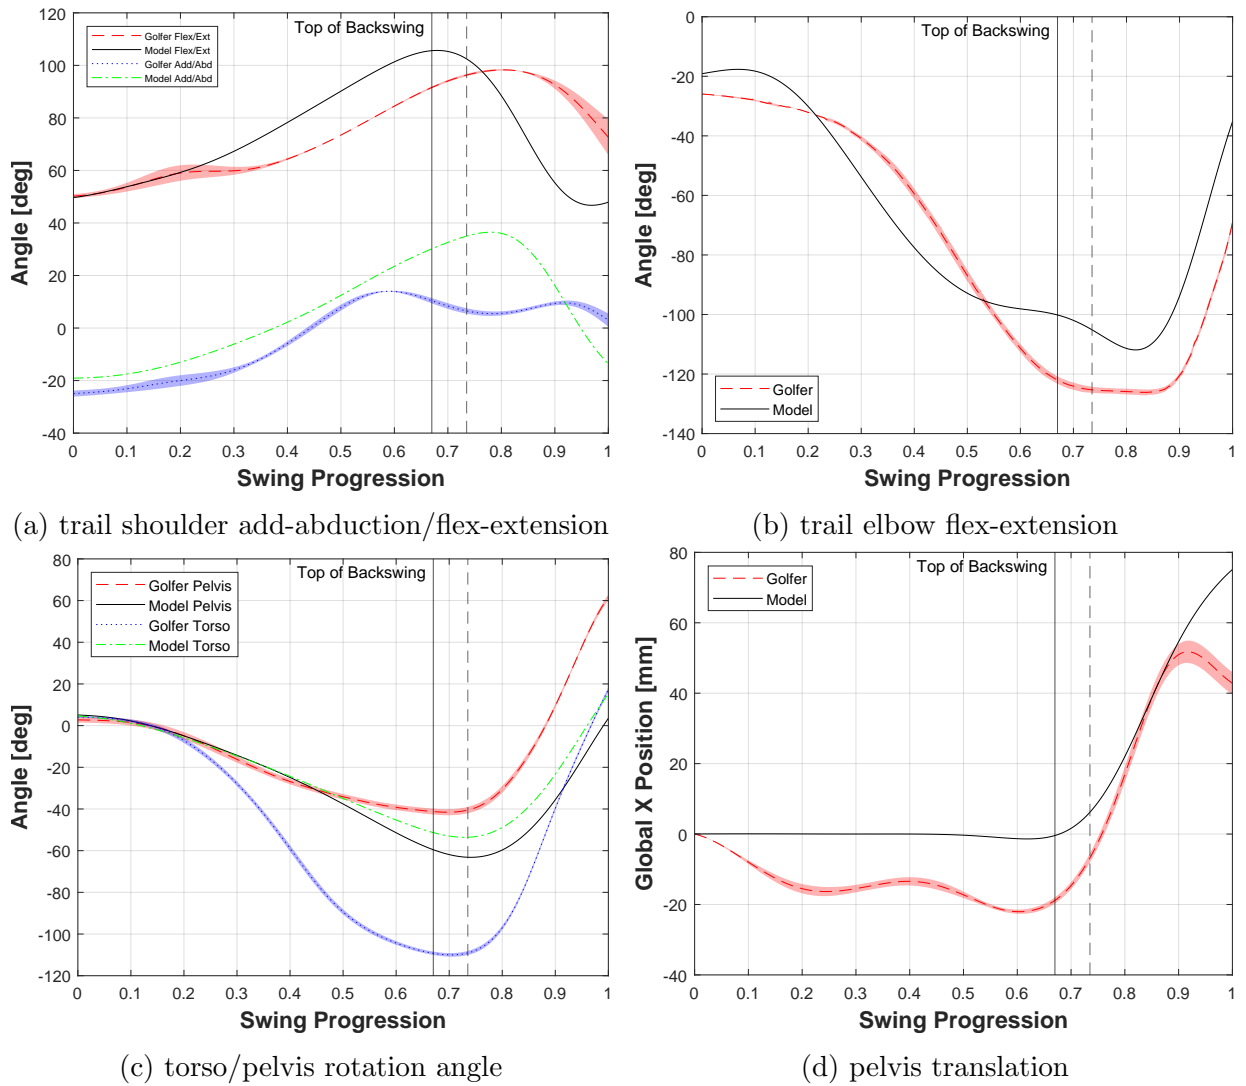 120
100
80
60
40
20
0
-20
-40
Angle [deg]
Golfer Flex/Ext
Model Flex/Ext
Golfer Add/Abd
Model Add/Abd
Top of Backswing
0 0.1 0.2 0.3 0.4 0.5 0.6 0.7 0.8 0.9 1
Swing Progression
(a) trail shoulder add-abduction/flex-extension
0
-20
-40
-60
-80
-100
-120
-140
Angle [deg]
Top of Backswing
Golfer
Model
0 0.1 0.2 0.3 0.4 0.5 0.6 0.7 0.8 0.9 1
Swing Progression
(b) trail elbow flex-extension
80
60
40
20
0
-20
-40
-60
-80
-100
-120
Angle [deg]
Golfer Pelvis
Model Pelvis
Golfer Torso
Model Torso
Top of Backswing
0 0.1 0.2 0.3 0.4 0.5 0.6 0.7 0.8 0.9 1
Swing Progression
(c) torso/pelvis rotation angle
80
60
40
20
0
-20
-40
Global X Position [mm]
Golfer
Model
Top of Backswing
0 0.1 0.2 0.3 0.4 0.5 0.6 0.7 0.8 0.9 1
Swing Progression
(d) pelvis translation